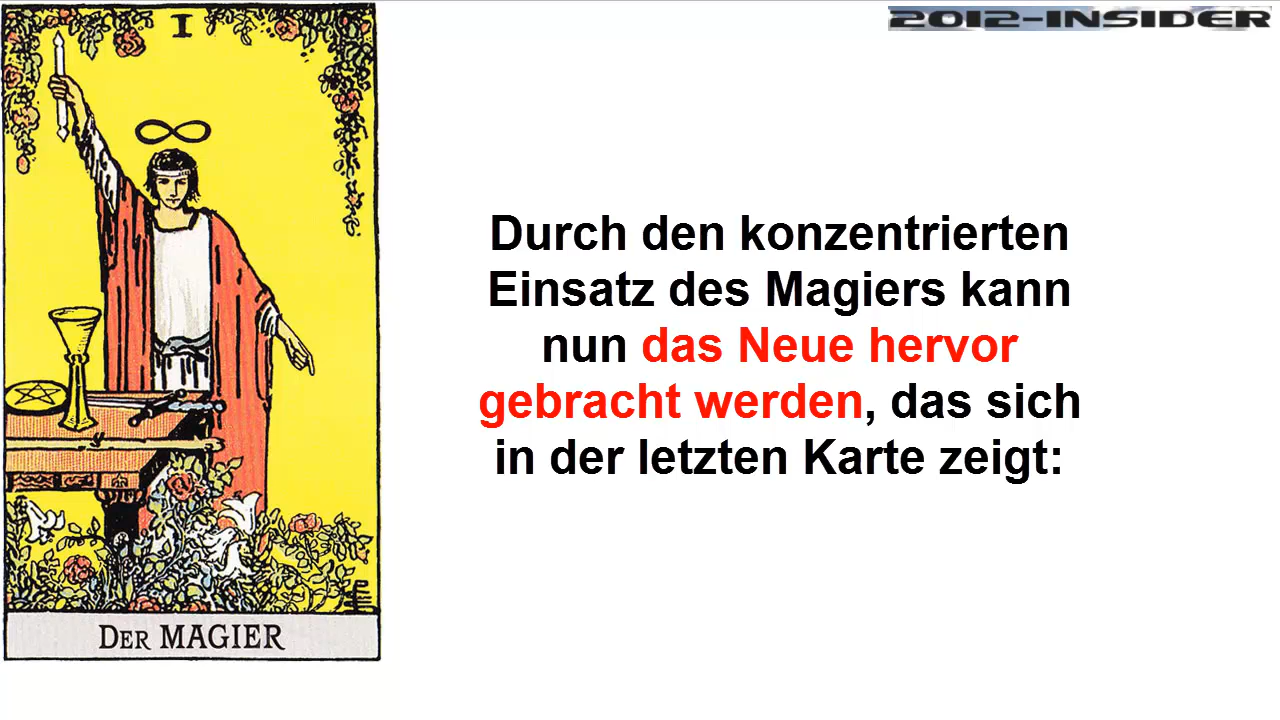 I
2012-INSIDER
Durch den konzentrierten
Einsatz des Magiers kann
nun das Neue hervor
gebracht werden, das sich
in der letzten Karte zeigt:
DER MAGIER